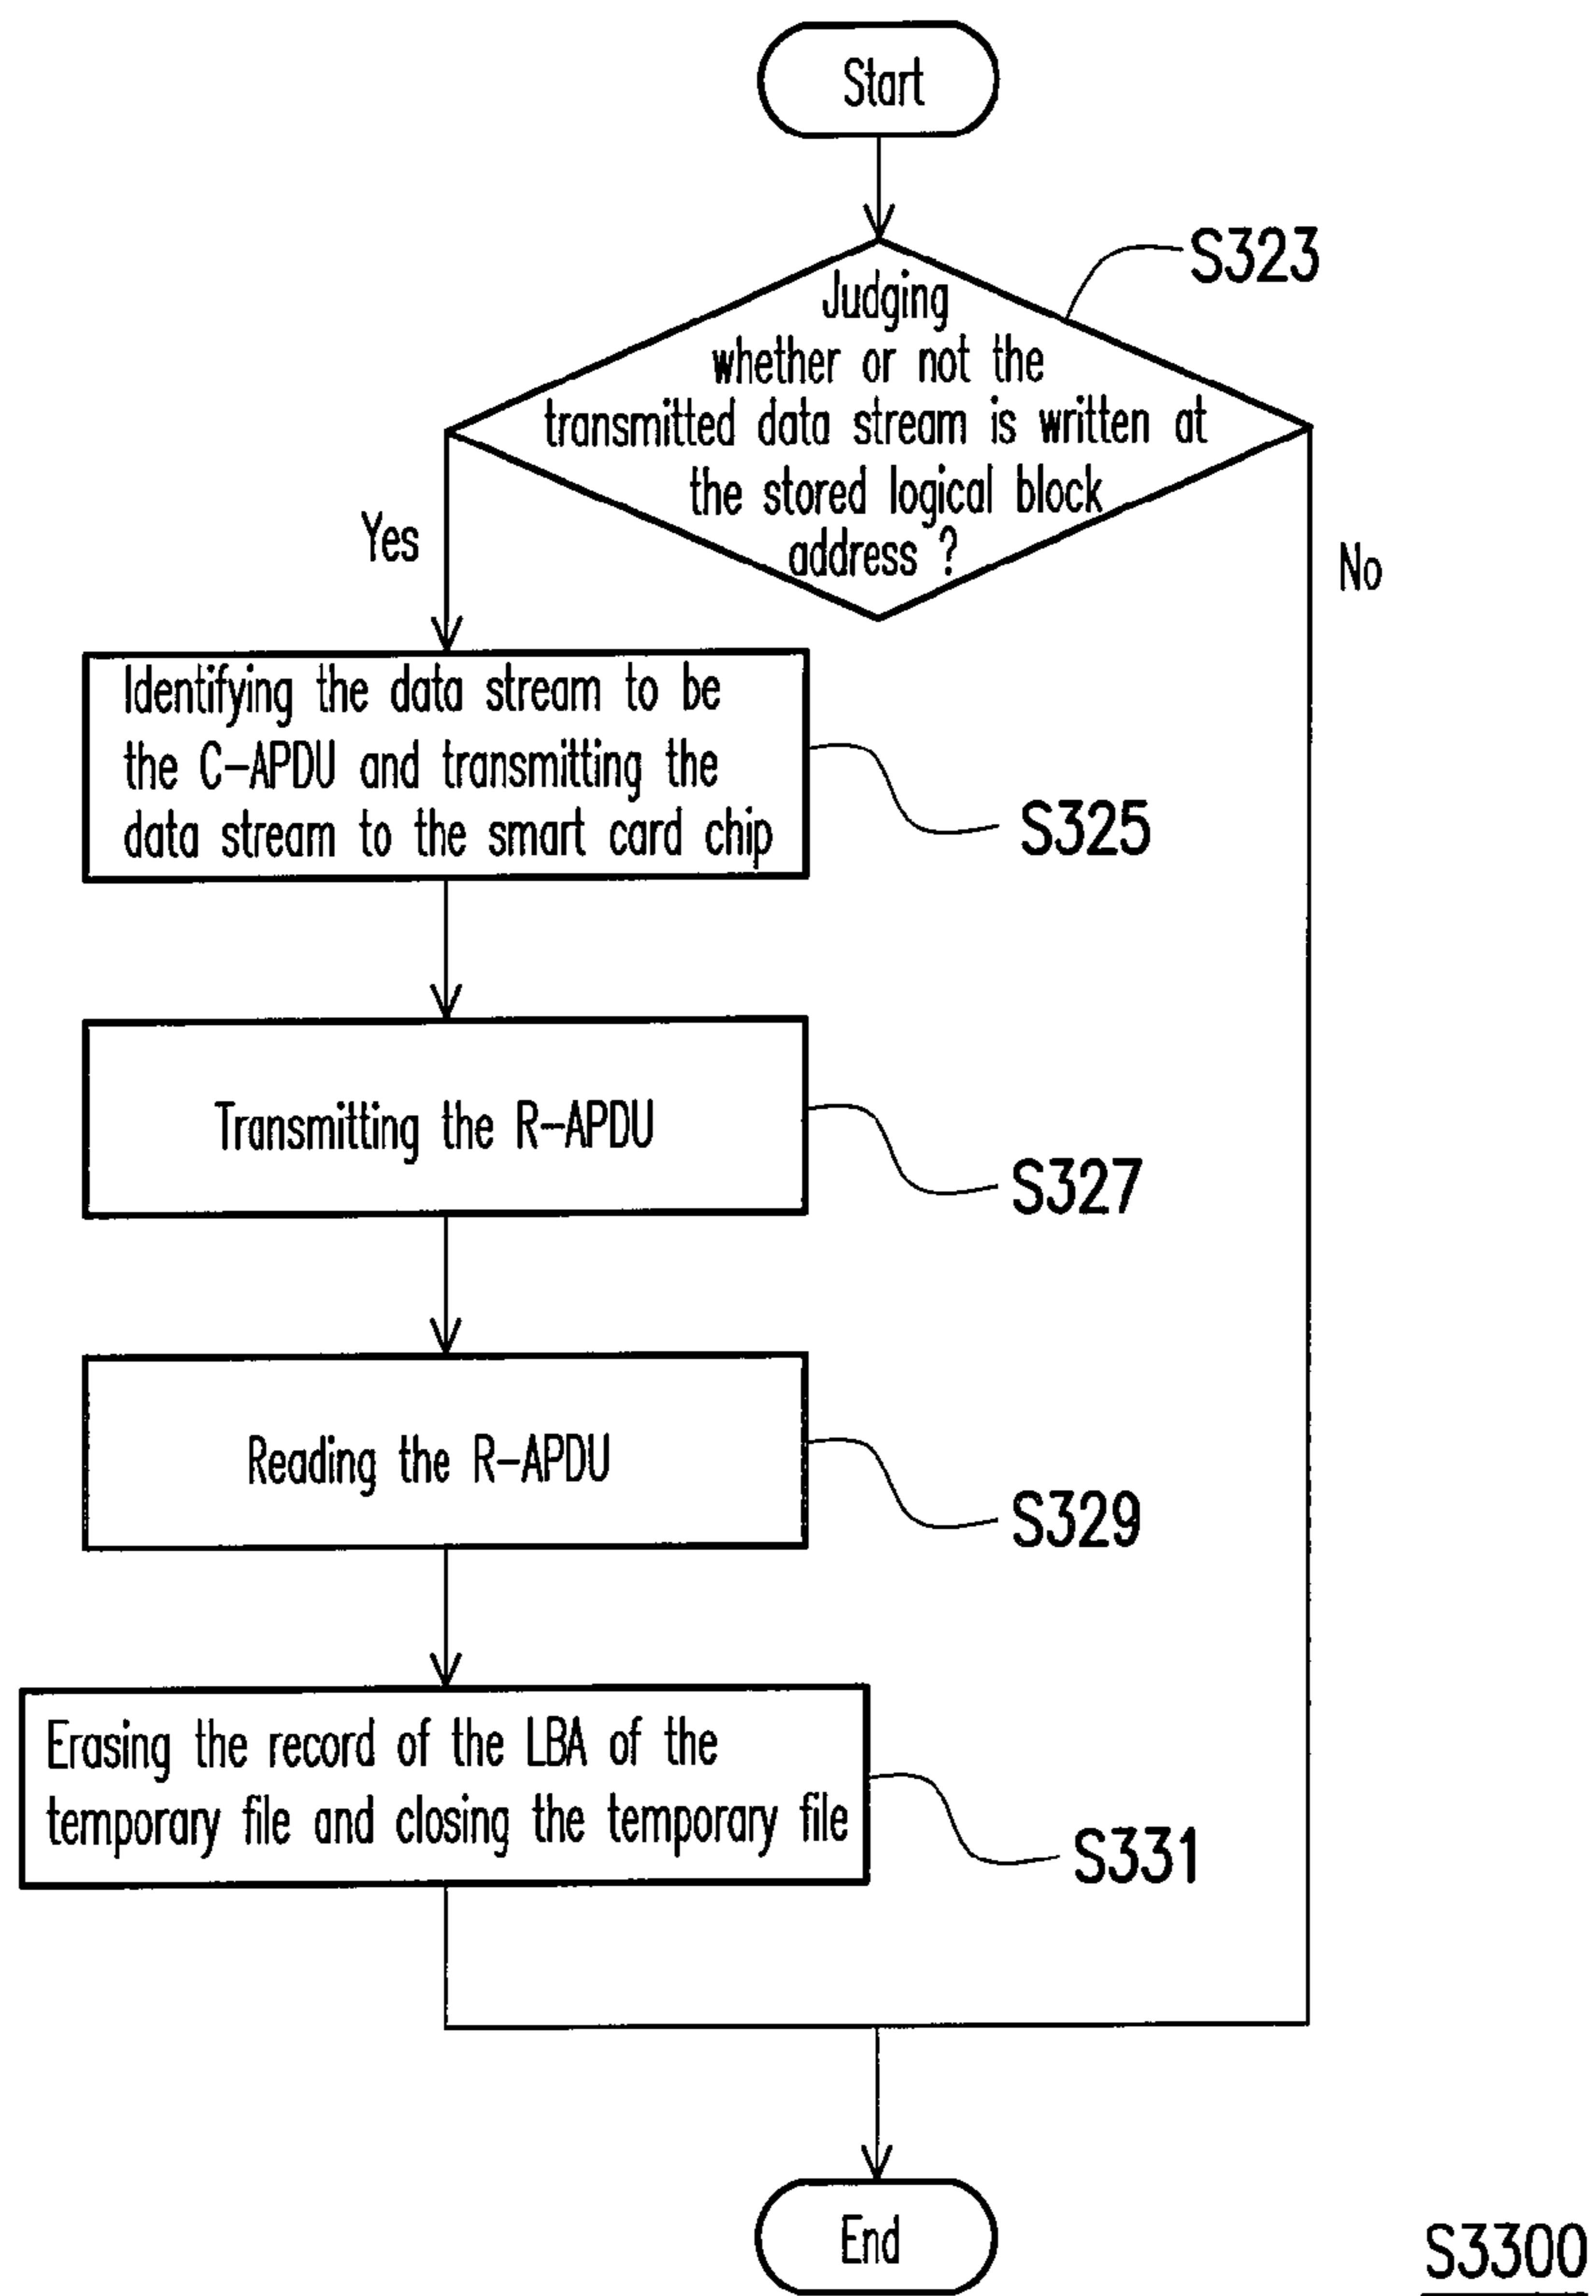 Start
S323
Judging
whether or not the
transmitted data stream is written at
the stored logical block
address ?
Yes
No
Identifying the data stream to be
the C-APDU and transmitting the
data stream to the smart card chip
S325
Transmitting the R-APDU
S327
Reading the R-APDU
S329
Erasing the record of the LBA of the
temporary file and closing the temporary file
S331
End
S3300